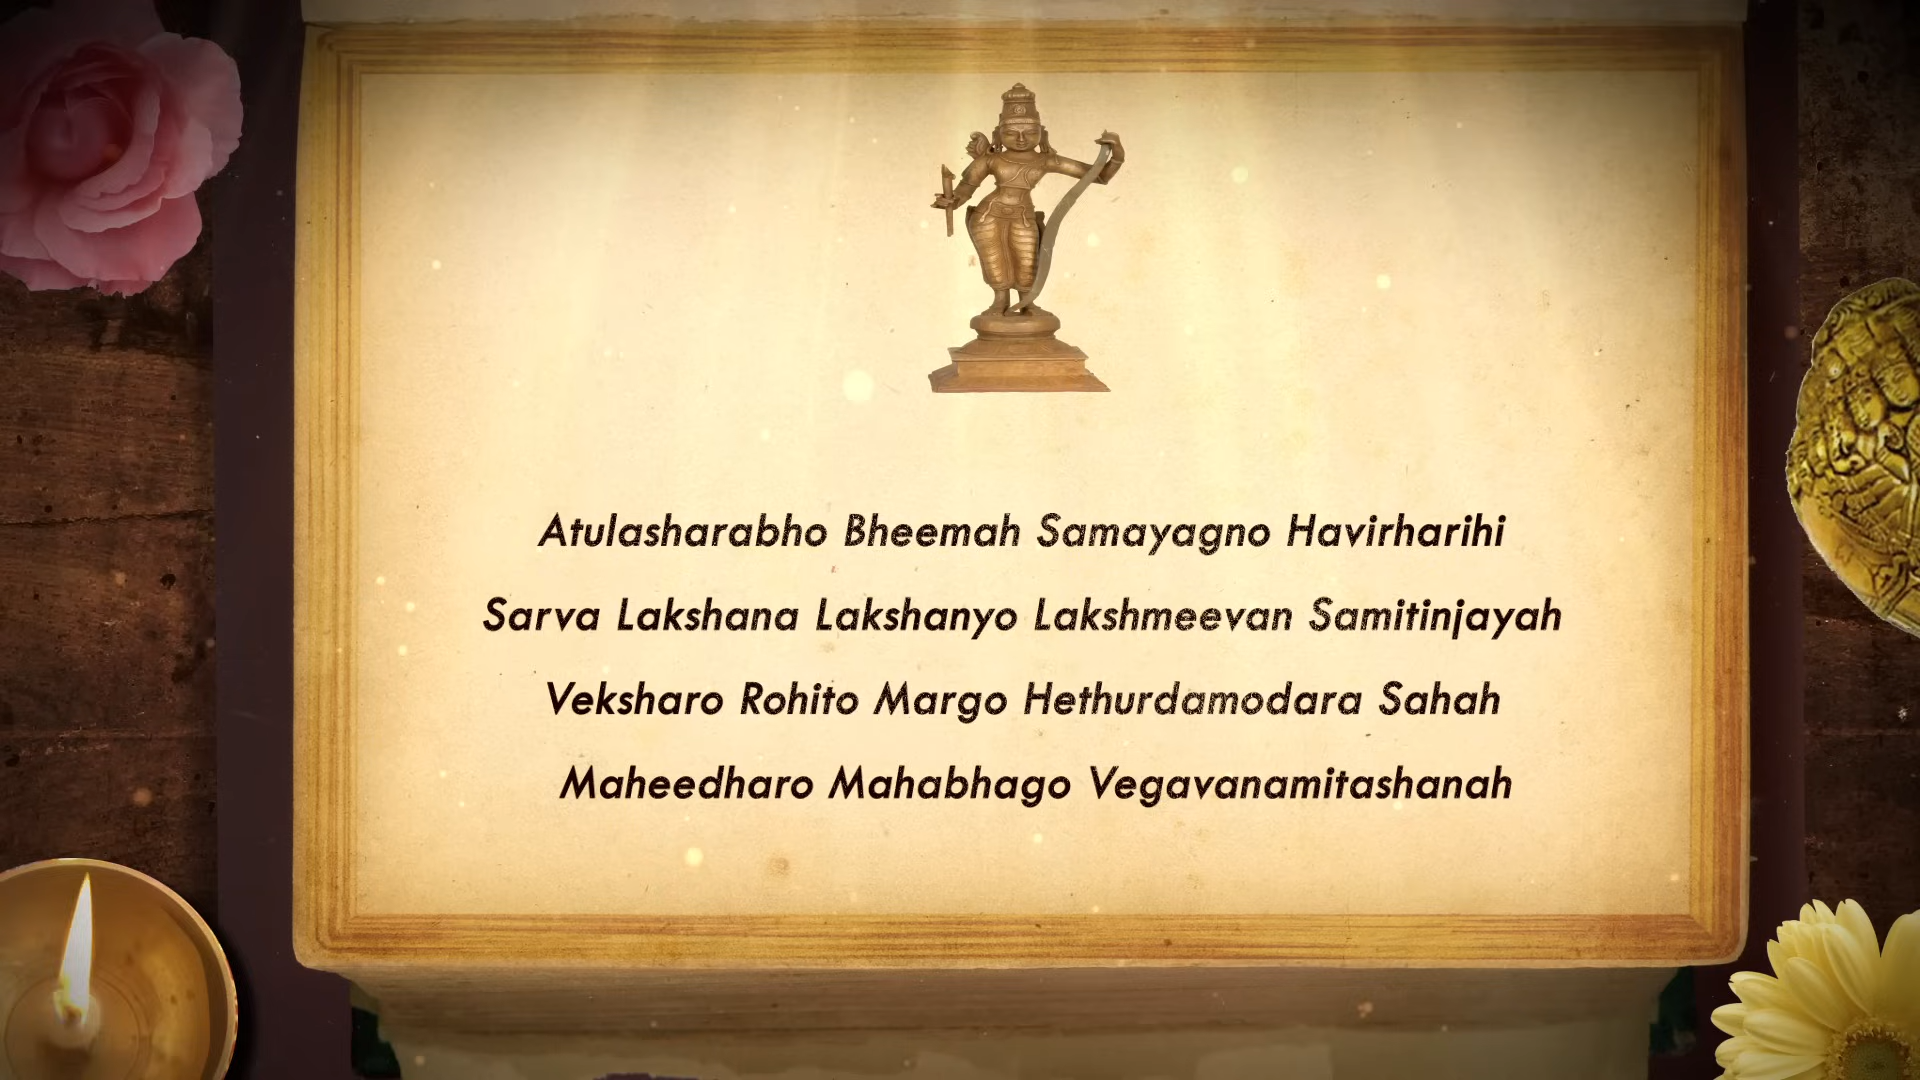 Atulasharabho Bheemah Samayagno Havirharihi
Sarva Lakshana Lakshanyo Lakshmeevan Samitinjayah
Veksharo Rohito Margo Hethurdamodara Sahah
Maheedharo Mahabhago Vegavanamitashanah